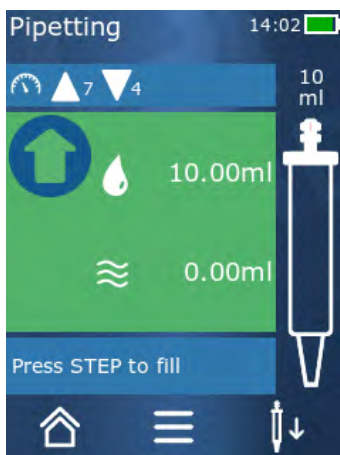 Pipetting 14:02
7 4
10
ml
10.00ml
0.00ml
Press STEP to fill